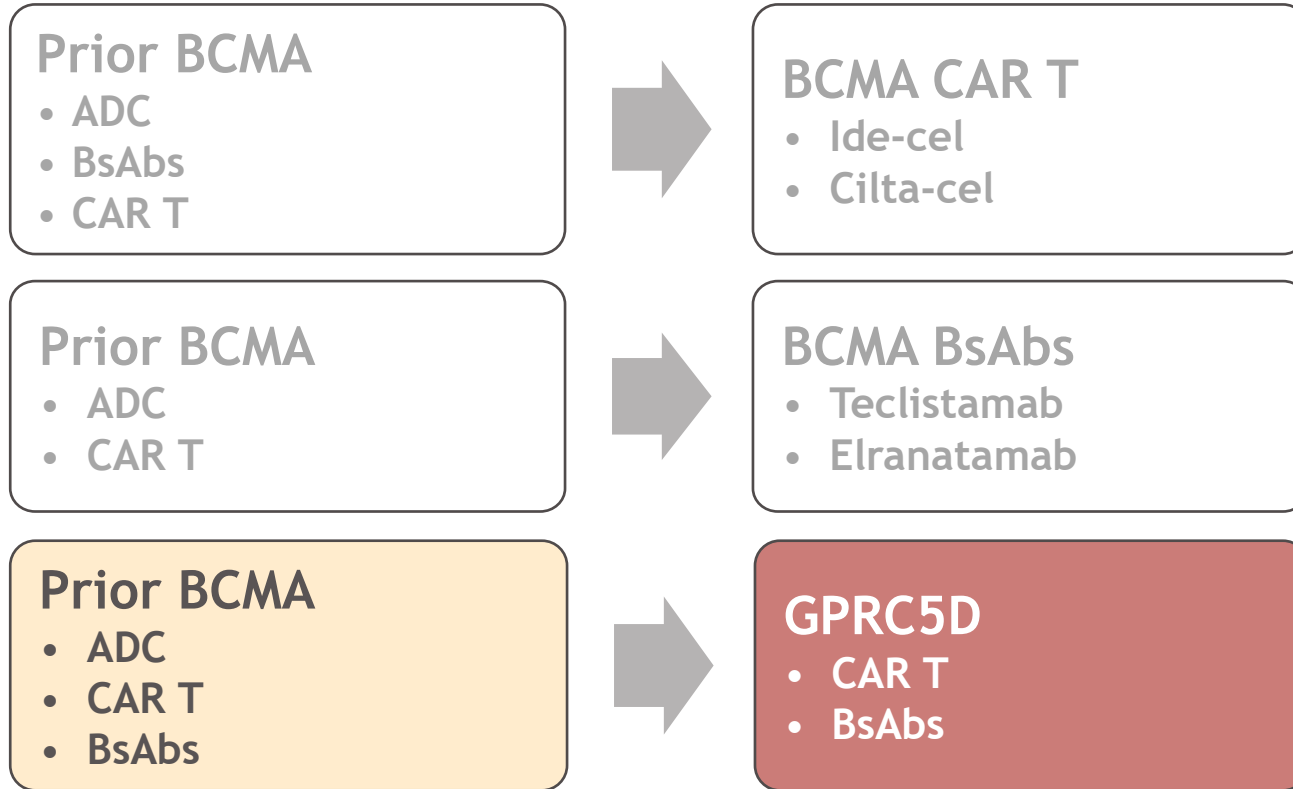 Prior BCMA
• ADC
• BsAbs
• CAR T
BCMA CAR T
• Ide-cel
• Cilta-cel
Prior BCMA
• ADC
• CAR T
BCMA BsAbs
• Teclistamab
• Elranatamab
Prior BCMA
• ADC
• CAR T
• BsAbs
GPRC5D
• CAR T
• BsAbs